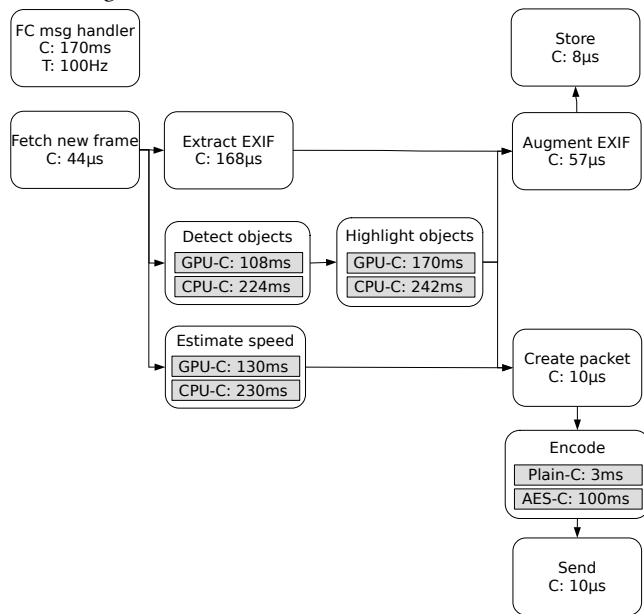 FC msg handler
C: 170ms
T: 100Hz
Store
C: 8µs
Fetch new frame
C: 44µs
Extract EXIF
C: 168µs
Augment EXIF
C: 57µs
Detect objects
GPU-C: 108ms
CPU-C: 224ms
Highlight objects
GPU-C: 170ms
CPU-C: 242ms
Estimate speed
GPU-C: 130ms
CPU-C: 230ms
Create packet
C: 10µs
Encode
Plain-C: 3ms
AES-C: 100ms
Send
C: 10µs